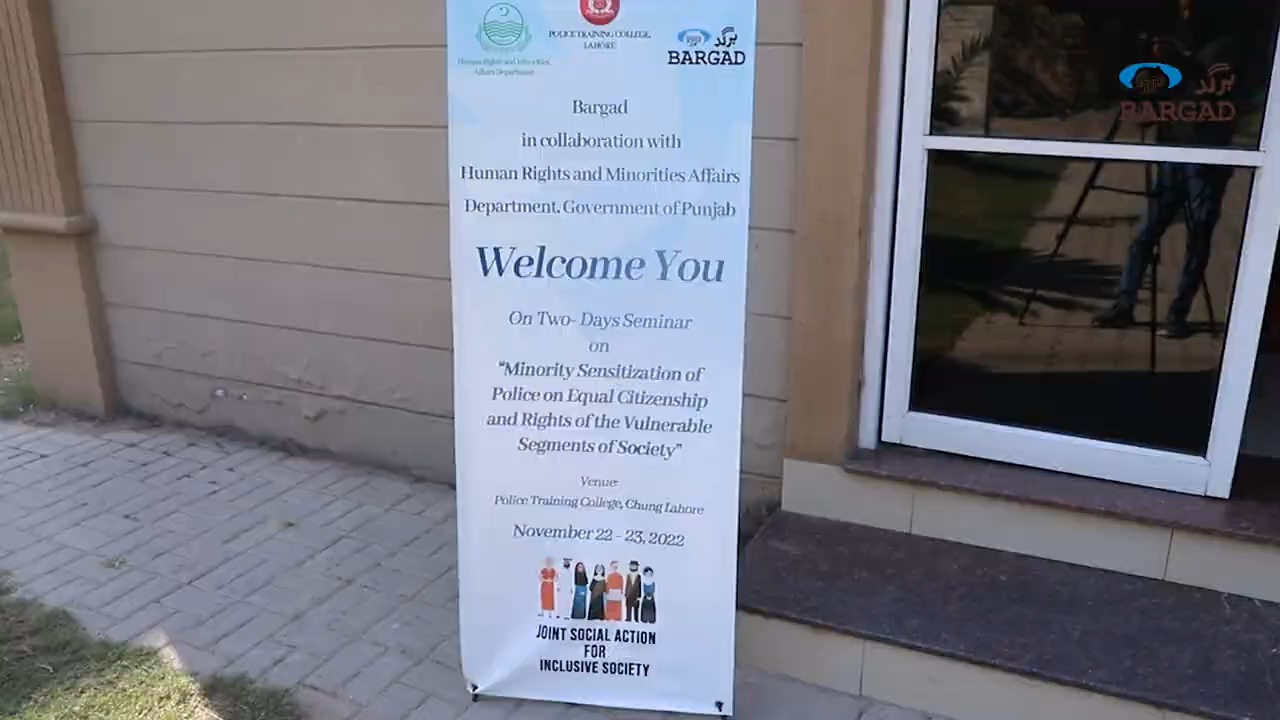 POLICE TRAINING COLLEGE,
LAHORE
Human Rights and Minorities
Affairs Department
برگد
BARGAD
برگد
BARGAD
Bargad
in collaboration with
Human Rights and Minorities Affairs
Department, Government of Punjab
Welcome You
On Two- Days Seminar
on
"Minority Sensitization of
Police on Equal Citizenship
and Rights of the Vulnerable
Segments of Society"
Venue:
Police Training College, Chung Lahore
November 22 - 23, 2022
JOINT SOCIAL ACTION
FOR
INCLUSIVE SOCIETY